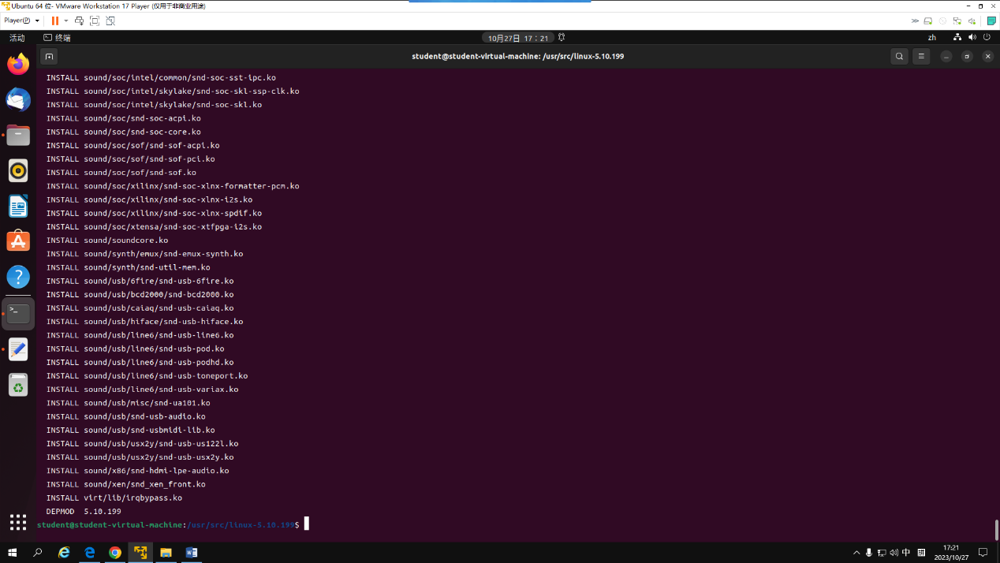 Ubuntu 64 位- VMware Workstation 17 Player (仅用于非商业用途)
Player(P)
活动 终端 10月27日 17：21 zh
student@student-virtual-machine: /usr/src/linux-5.10.199
INSTALL sound/soc/intel/common/snd-soc-sst-ipc.ko
INSTALL sound/soc/intel/skylake/snd-soc-skl-ssp-clk.ko
INSTALL sound/soc/intel/skylake/snd-soc-skl.ko
INSTALL sound/soc/snd-soc-acpi.ko
INSTALL sound/soc/snd-soc-core.ko
INSTALL sound/soc/sof/snd-sof-acpi.ko
INSTALL sound/soc/sof/snd-sof-pci.ko
INSTALL sound/soc/sof/snd-sof.ko
INSTALL sound/soc/xilinx/snd-soc-xlnx-formatter-pcm.ko
INSTALL sound/soc/xilinx/snd-soc-xlnx-i2s.ko
INSTALL sound/soc/xilinx/snd-soc-xlnx-spdif.ko
INSTALL sound/soc/xtensa/snd-soc-xtfpga-i2s.ko
INSTALL sound/soundcore.ko
INSTALL sound/synth/emux/snd-emux-synth.ko
INSTALL sound/synth/snd-util-mem.ko
INSTALL sound/usb/6fire/snd-usb-6fire.ko
INSTALL sound/usb/bcd2000/snd-bcd2000.ko
INSTALL sound/usb/caiaq/snd-usb-caiaq.ko
INSTALL sound/usb/hiface/snd-usb-hiface.ko
INSTALL sound/usb/line6/snd-usb-line6.ko
INSTALL sound/usb/line6/snd-usb-pod.ko
INSTALL sound/usb/line6/snd-usb-podhd.ko
INSTALL sound/usb/line6/snd-usb-toneport.ko
INSTALL sound/usb/line6/snd-usb-variax.ko
INSTALL sound/usb/misc/snd-ua101.ko
INSTALL sound/usb/snd-usb-audio.ko
INSTALL sound/usb/snd-usbmidi-lib.ko
INSTALL sound/usb/usx2y/snd-usb-us122l.ko
INSTALL sound/usb/usx2y/snd-usb-usx2y.ko
INSTALL sound/x86/snd-hdmi-lpe-audio.ko
INSTALL sound/xen/snd_xen_front.ko
INSTALL virt/lib/irqbypass.ko
DEPMOD 5.10.199
student@student-virtual-machine:/usr/src/linux-5.10.199$
中 17:21
2023/10/27